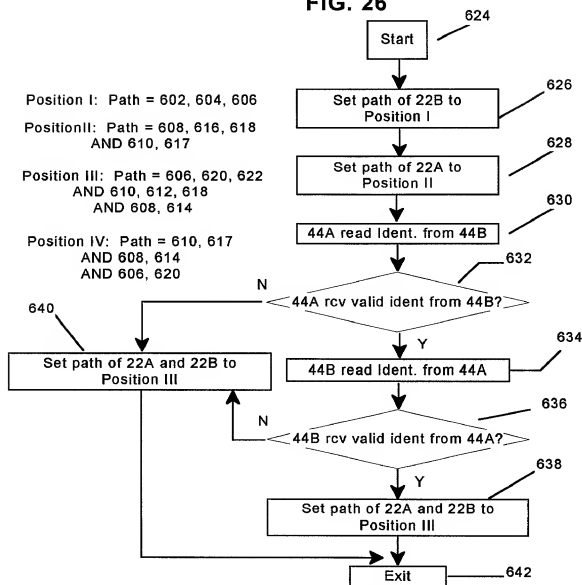 FIG. 26
624
Start
Position I: Path = 602, 604, 606
PositionII: Path = 608, 616, 618
AND 610, 617
Position III: Path = 606, 620, 622
AND 610, 612, 618
AND 608, 614
Position IV: Path = 610, 617
AND 608, 614
AND 606, 620
626
Set path of 22B to
Position I
628
Set path of 22A to
Position II
630
44A read Ident. from 44B
632
N
44A rcv valid ident from 44B?
640
Y
634
Set path of 22A and 22B to
Position III
44B read Ident. from 44A
636
N
44B rcv valid ident from 44A?
Y
638
Set path of 22A and 22B to
Position III
Exit
642